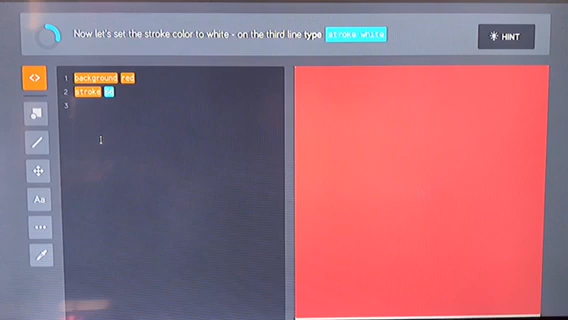 Now let's set the stroke color to white - on the third line type stroke white
HINT
<>
1 background red
2 stroke
3
Aa